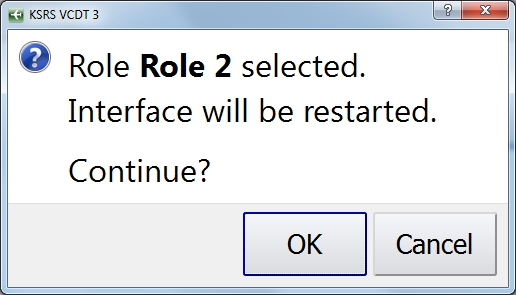 KSRS VCDT 3
?
Role Role 2 selected.
Interface will be restarted.
Continue?
OK
Cancel